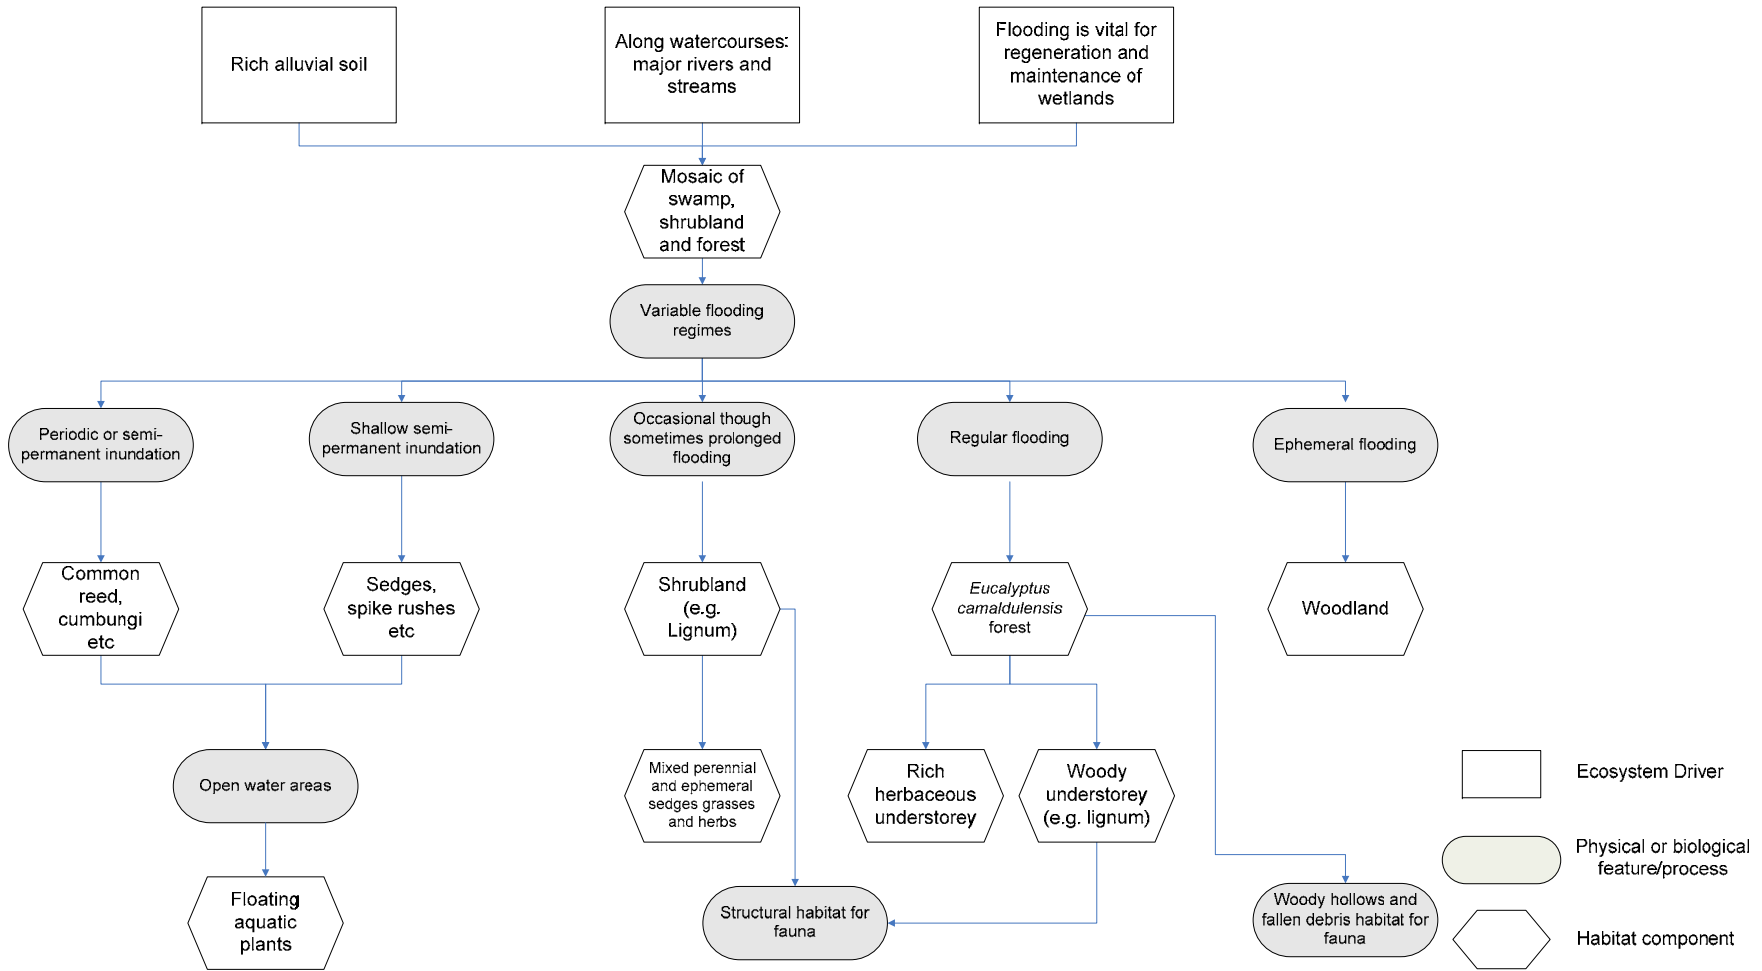 Rich alluvial soil
Along watercourses:
major rivers and
streams
Flooding is vital for
regeneration and
maintenance of
wetlands
Mosaic of
swamp,
shrubland
and forest
Variable flooding
regimes
Periodic or semi-
permanent inundation
Shallow semi-
permanent inundation
Occasional though
sometimes prolonged
flooding
Regular flooding
Ephemeral flooding
Common
reed,
cumbungi
etc
Sedges,
spike rushes
etc
Shrubland
(e.g.
Lignum)
Eucalyptus
camaldulensis
forest
Woodland
Open water areas
Mixed perennial
and ephemeral
sedges grasses
and herbs
Rich
herbaceous
understorey
Woody
understorey
(e.g. lignum)
Floating
aquatic
plants
Structural habitat for
fauna
Woody hollows and
fallen debris habitat for
fauna
Ecosystem Driver
Physical or biological
feature/process
Habitat component